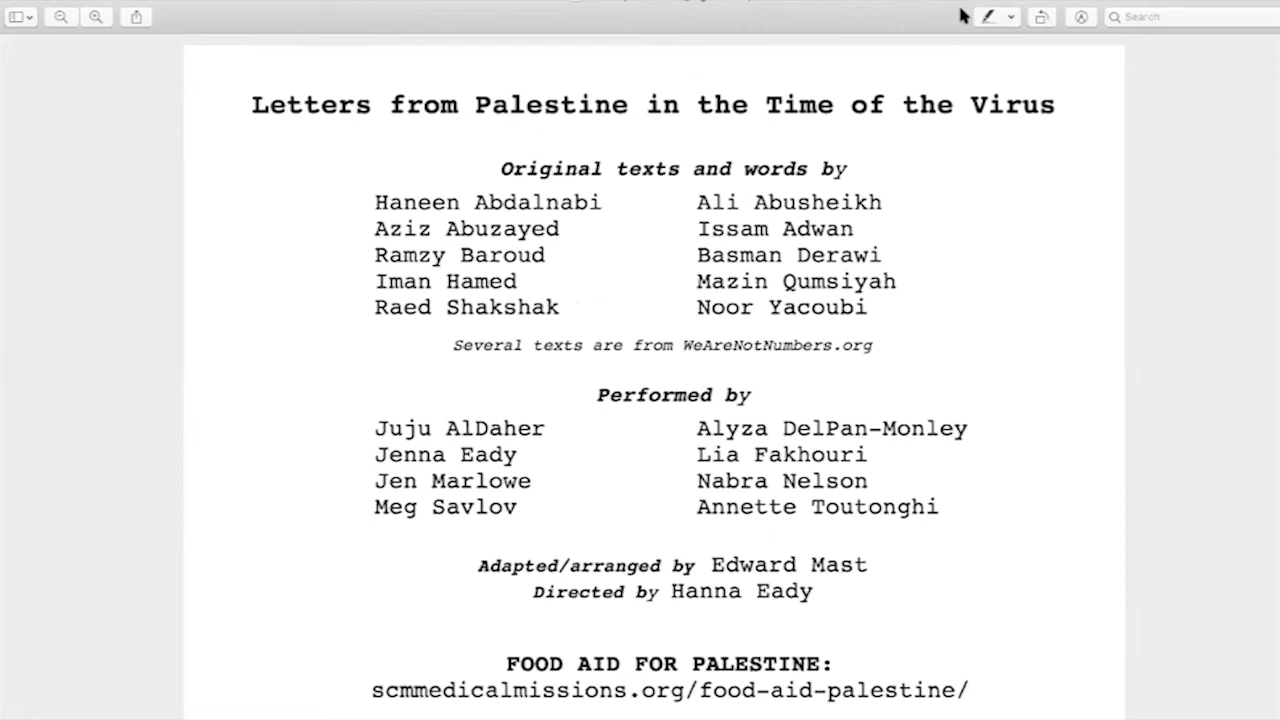 Search
Letters from Palestine in the Time of the Virus
Original texts and words by
Haneen Abdalnabi
Ali Abusheikh
Aziz Abuzayed
Issam Adwan
Ramzy Baroud
Basman Derawi
Iman Hamed
Mazin Qumsiyah
Raed Shakshak
Noor Yacoubi
Several texts are from WeAreNotNumbers.org
Performed by
Juju AlDaher
Alyza DelPan-Monley
Jenna Eady
Lia Fakhouri
Jen Marlowe
Nabra Nelson
Meg Savlov
Annette Toutonghi
Adapted/arranged by Edward Mast
Directed by Hanna Eady
FOOD AID FOR PALESTINE:
scmmedicalmissions.org/food-aid-palestine/